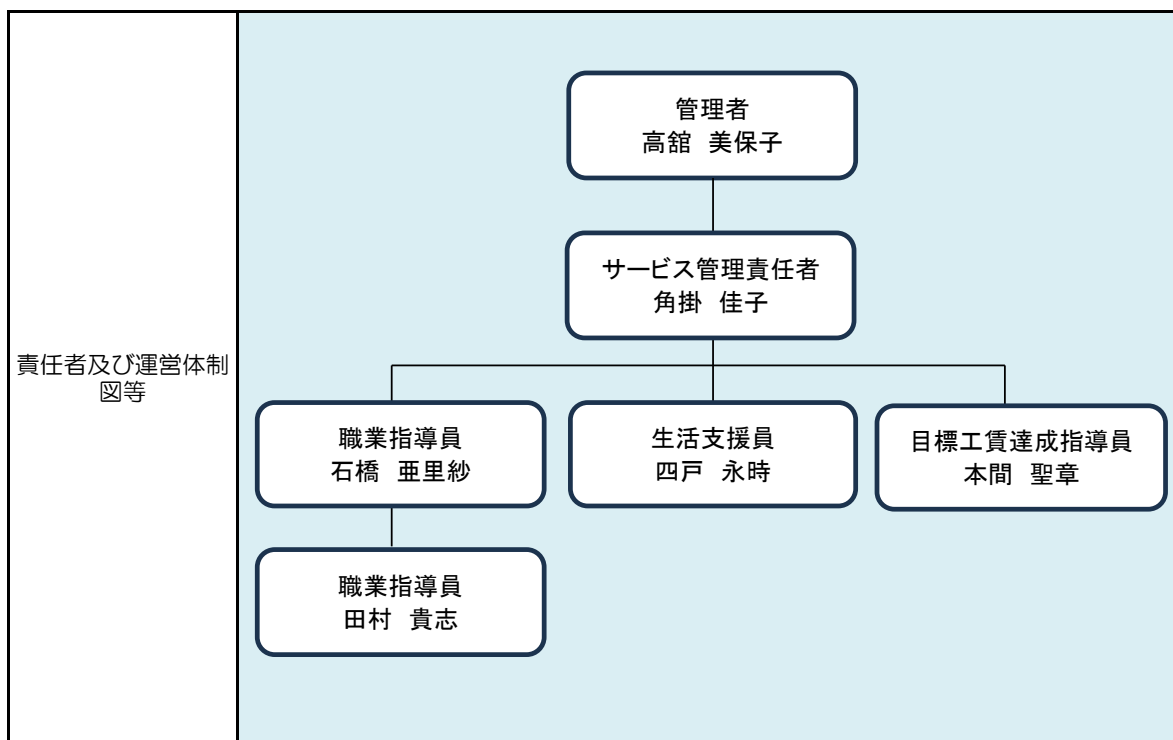 責任者及び運営体制
図等
管理者
高舘 美保子
サービス管理責任者
角掛 佳子
職業指導員
石橋 亜里紗
生活支援員
四戸 永時
目標工賃達成指導員
本間 聖章
職業指導員
田村 貴志